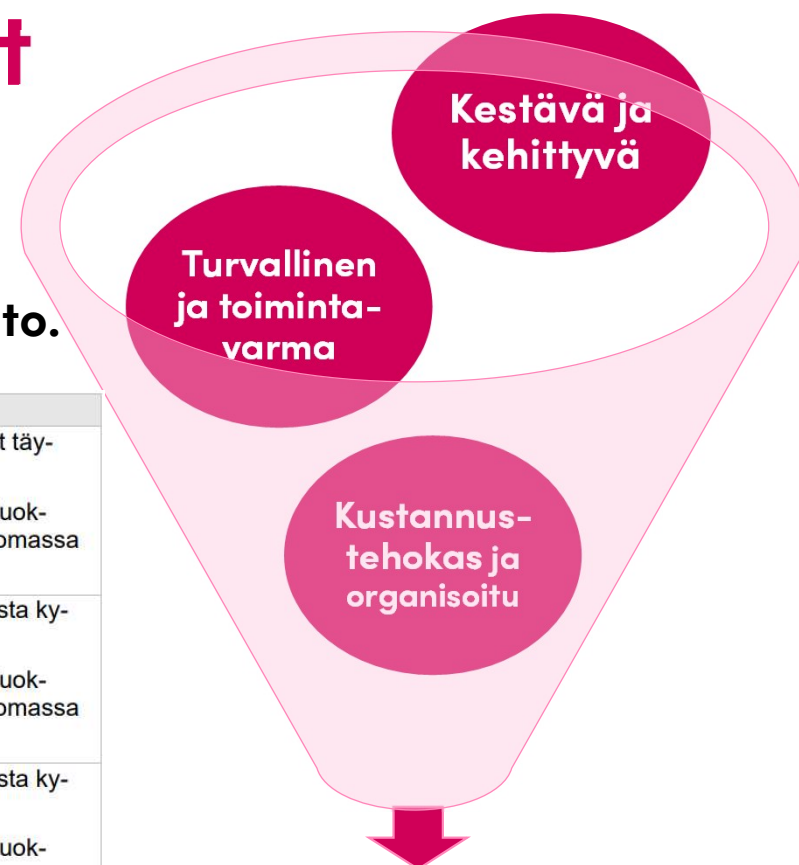 t
to.
t täy-
uok-
omassa
sta ky-
uok-
omassa
sta ky-
uok-
Kestävä ja
kehittyvä
Turvallinen
ja toiminta-
varma
Kustannus-
tehokas ja
organisoitu